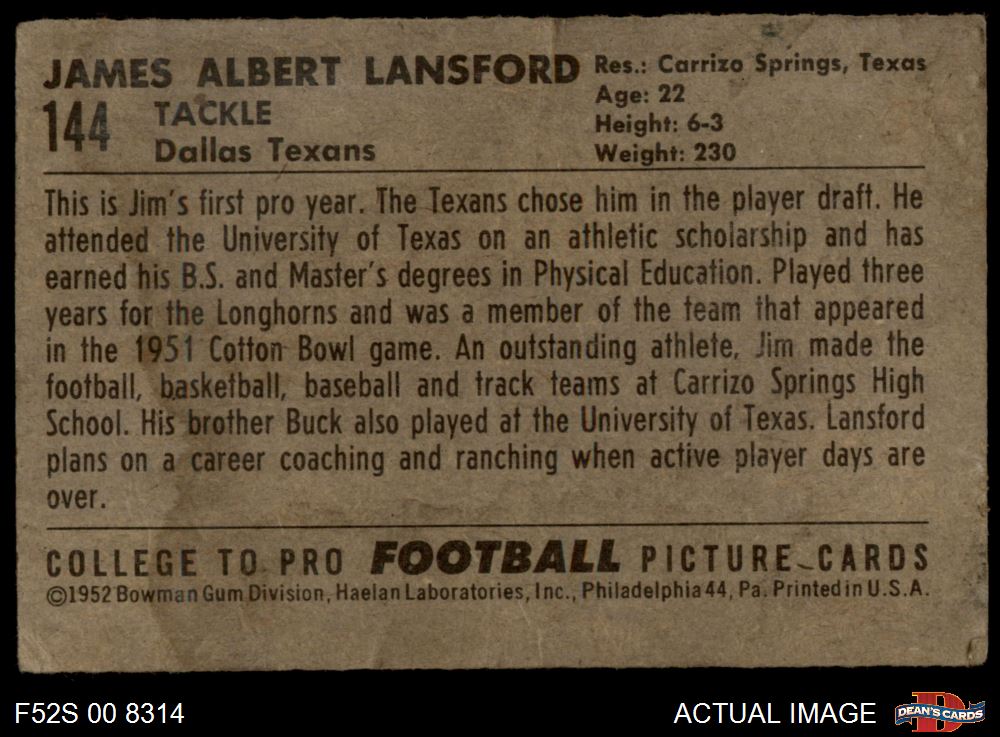 JAMES ALBERT LANSFORD
144
TACKLE
Dallas Texans
Res.: Carrizo Springs, Texas
Age: 22
Height: 6-3
Weight: 230
This is Jim's first pro year. The Texans chose him in the player draft. He
attended the University of Texas on an athletic scholarship and has
earned his B.S. and Master's degrees in Physical Education. Played three
years for the Longhorns and was a member of the team that appeared
in the 1951 Cotton Bowl game. An outstanding athlete, Jim made the
football, basketball, baseball and track teams at Carrizo Springs High
School. His brother Buck also played at the University of Texas. Lansford
plans on a career coaching and ranching when active player days are
over.
COLLEGE TO PRO FOOTBALL PICTURE CARDS
©1952 Bowman Gum Division, Haelan Laboratories, Inc., Philadelphia 44, Pa. Printed in U.S.A.
F52S 00 8314
ACTUAL IMAGE
DEAN'S CARDS